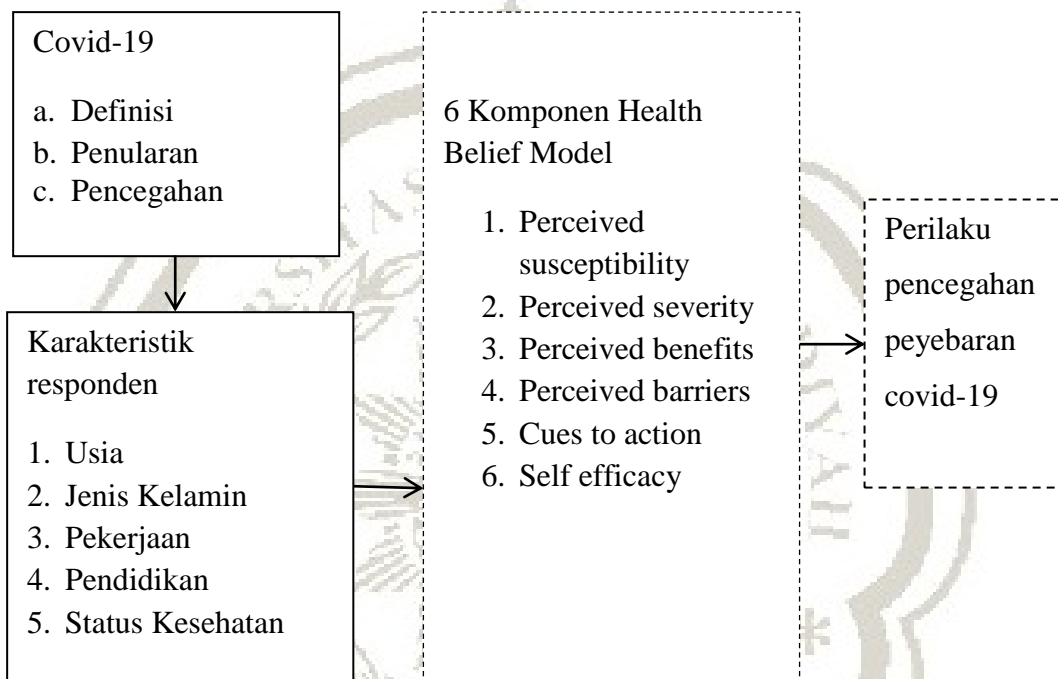 Covid-19
a. Definisi
b. Penularan
c. Pencegahan
Karakteristik
responden
1. Usia
2. Jenis Kelamin
3. Pekerjaan
4. Pendidikan
5. Status Kesehatan
6 Komponen Health
Belief Model
1. Perceived
susceptibility
2. Perceived severity
3. Perceived benefits
4. Perceived barriers
5. Cues to action
6. Self efficacy
Perilaku
pencegahan
peyebaran
covid-19